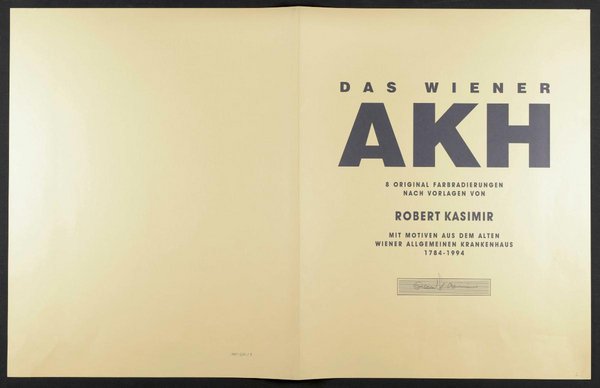 DAS WIENER
AKH
8 ORIGINAL FARBRADIERUNGEN
NACH VORLAGEN VON
ROBERT KASIMIR
MIT MOTIVEN AUS DEM ALTEN
WIENER ALLGEMEINEN KRANKENHAUS
1784-1994